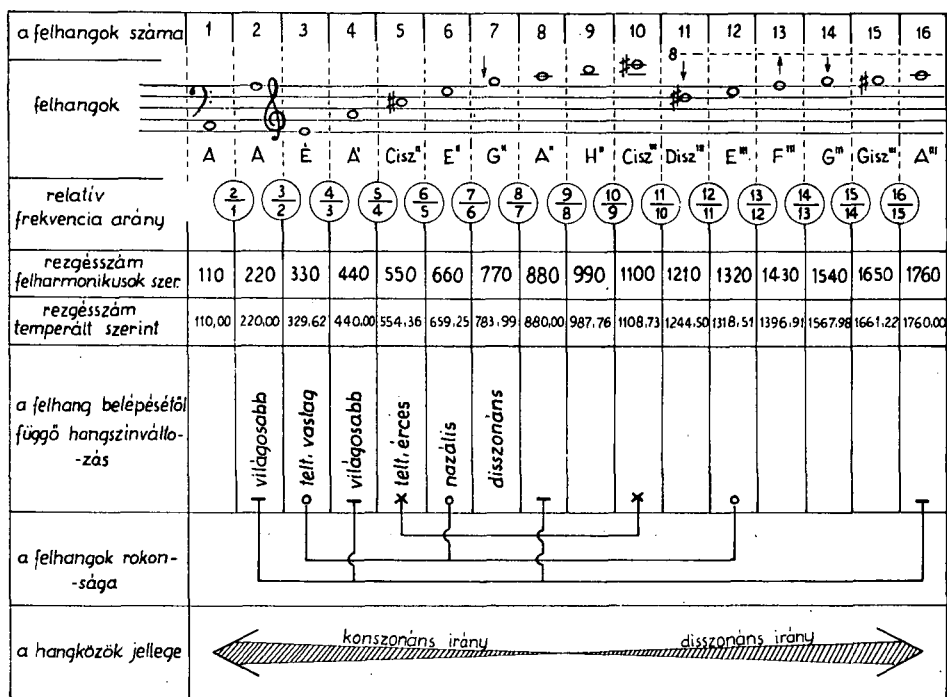 a felhangok száma 1 2 3 4 5 6 7 8 9 10 11 12 13 14 15 16
8
felhangok
A A É A' Cisz" E" G" A" H" Cisz''' Disz''' E''' F''' G''' Gisz''' A''''
relatív
frekvencia arány
2/1 3/2 4/3 5/4 6/5 7/6 8/7 9/8 10/9 11/10 12/11 13/12 14/13 15/14 16/15
rezgésszám
felharmonikusok szer. 110 220 330 440 550 660 770 880 990 1100 1210 1320 1430 1540 1650 1760
rezgésszám
temperált szerint 110,00 220,00 329,62 440,00 554,36 659,25 783,99 880,00 987,76 1108,73 1244,50 1318,51 1396,91 1567,98 1661,22 1760,00
a felhang belépésétől
függő hangszínválto-
-zás
világosabb
telt, vastag
világosabb
telt, érces
nazális
disszonáns
a felhangok rokon-
-sága
a hangközök jellege
konszonáns irány
disszonáns irány